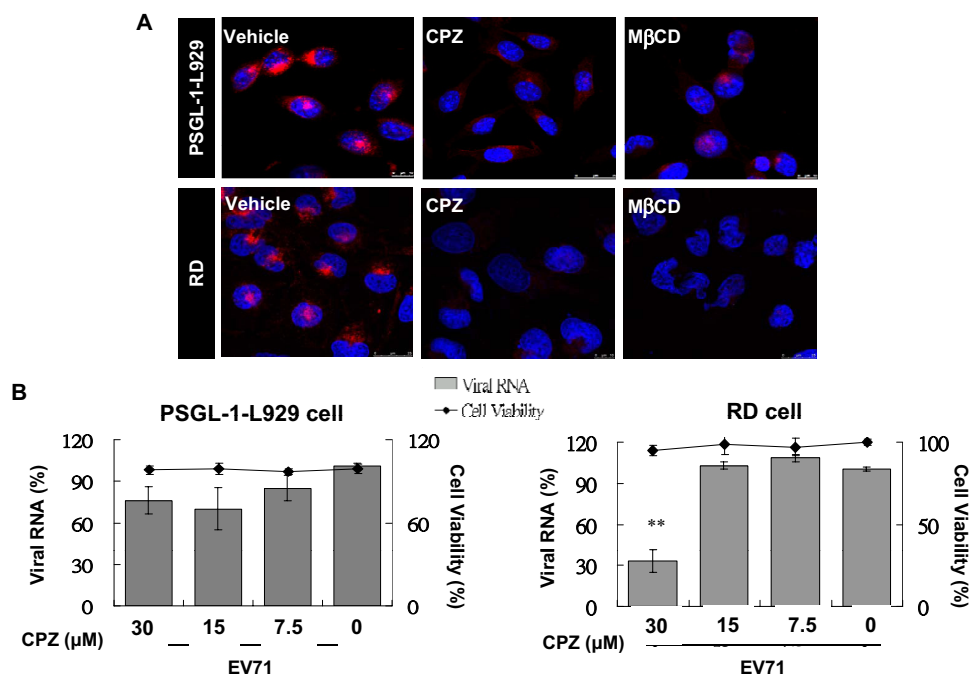 A
PSGL-1-L929
Vehicle
CPZ
MβCD
RD
Vehicle
CPZ
MβCD
B
Viral RNA
Cell Viability
PSGL-1-L929 cell
Viral RNA (%)
120
90
60
30
0
120
60
0
Cell Viability (%)
CPZ (µM)
30 15 7.5 0
EV71
RD cell
Viral RNA (%)
120
90
60
30
0
**
100
50
0
Cell Viability (%)
30 15 7.5 0
EV71